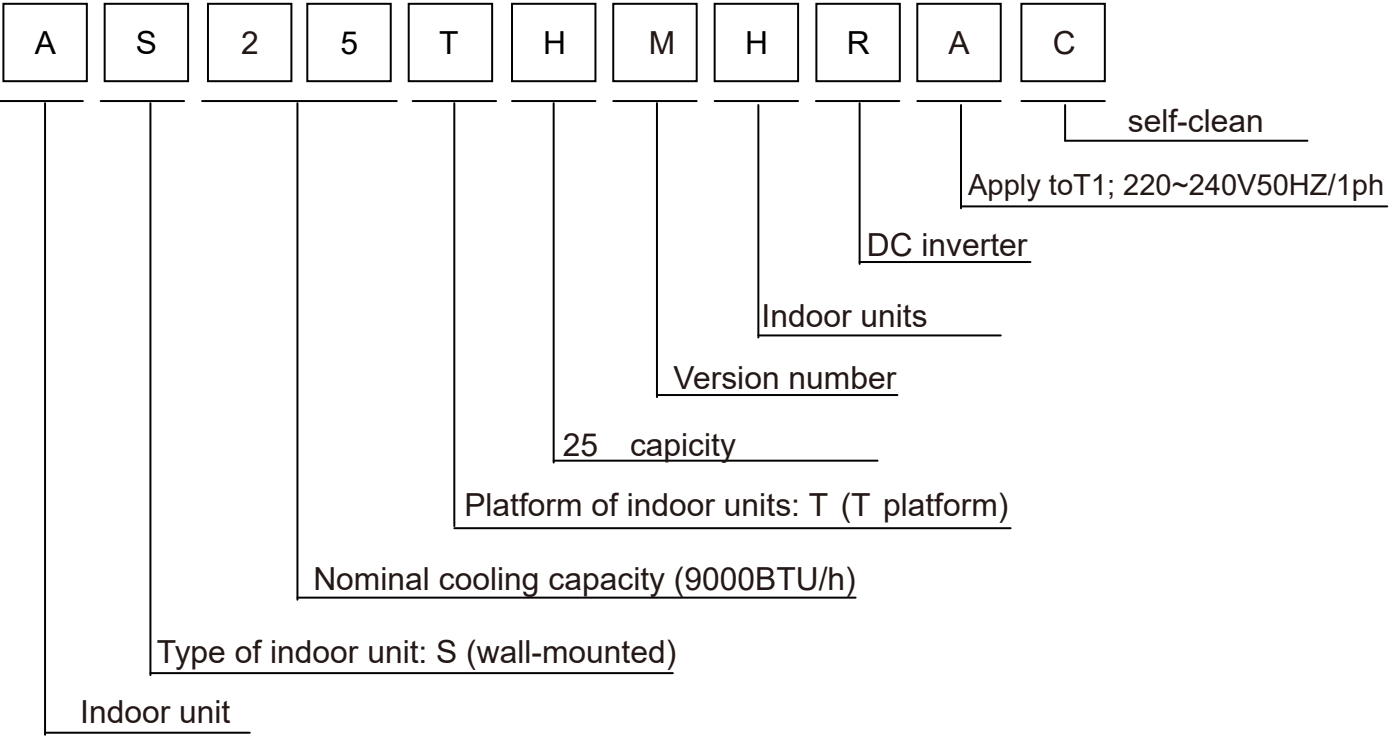 A S 2 5 T H M H R A C
self-clean
Apply toT1; 220~240V50HZ/1ph
DC inverter
Indoor units
Version number
25 capicity
Platform of indoor units: T (T platform)
Nominal cooling capacity (9000BTU/h)
Type of indoor unit: S (wall-mounted)
Indoor unit